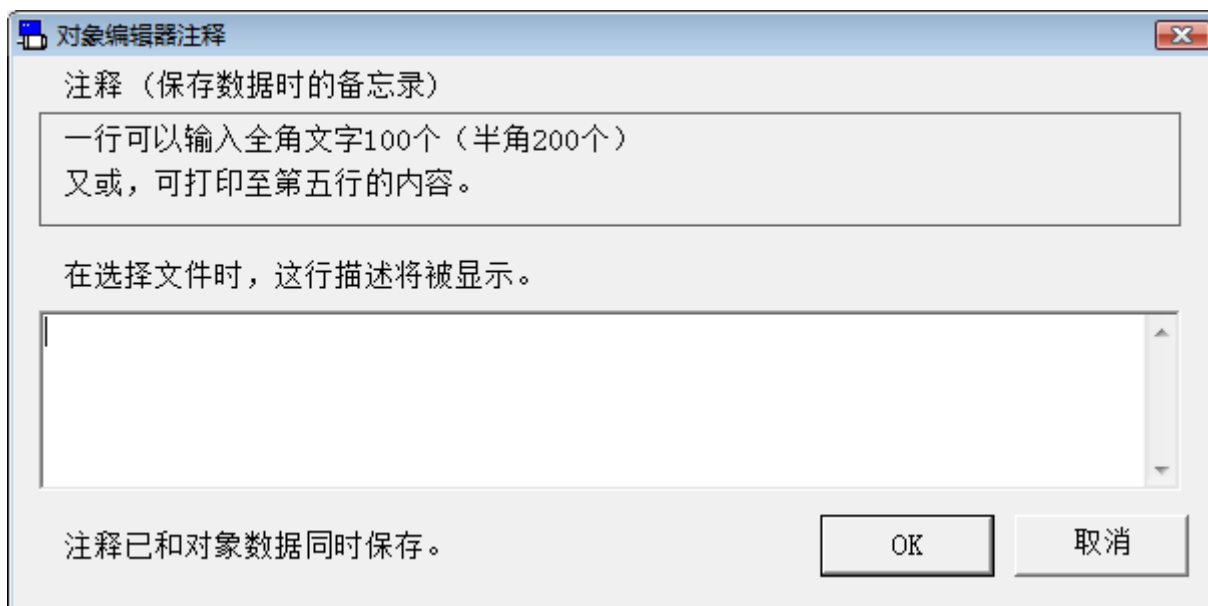 对象编辑器注释
注释（保存数据时的备忘录）
一行可以输入全角文字100个（半角200个）
又或，可打印至第五行的内容。
在选择文件时，这行描述将被显示。
注释已和对象数据同时保存。
OK
取消